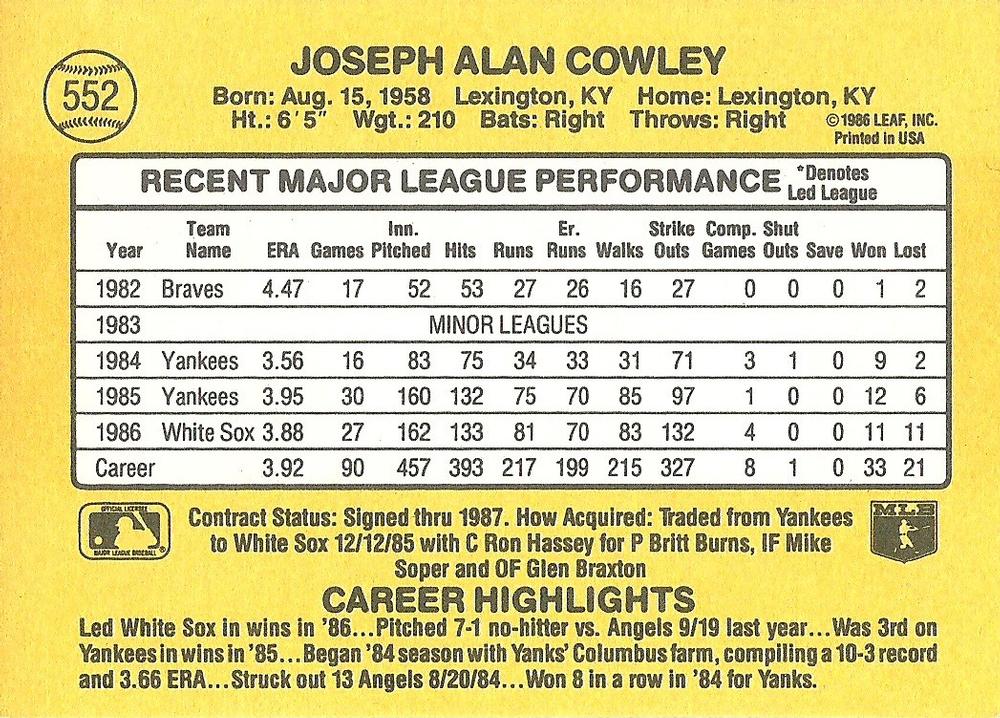 552
JOSEPH ALAN COWLEY
Born: Aug. 15, 1958 Lexington, KY Home: Lexington, KY
Ht.: 6'5" Wgt.: 210 Bats: Right Throws: Right ©1986 LEAF, INC.
Printed in USA
RECENT MAJOR LEAGUE PERFORMANCE *Denotes
Led League
Team Inn. Er. Strike Comp. Shut
Year Name ERA Games Pitched Hits Runs Runs Walks Outs Games Outs Save Won Lost
1982 Braves 4.47 17 52 53 27 26 16 27 0 0 0 1 2
1983 MINOR LEAGUES
1984 Yankees 3.56 16 83 75 34 33 31 71 3 1 0 9 2
1985 Yankees 3.95 30 160 132 75 70 85 97 1 0 0 12 6
1986 White Sox 3.88 27 162 133 81 70 83 132 4 0 0 11 11
Career 3.92 90 457 393 217 199 215 327 8 1 0 33 21
OFFICIAL LICENSEE
MAJOR LEAGUE BASEBALL
®
Contract Status: Signed thru 1987. How Acquired: Traded from Yankees
to White Sox 12/12/85 with C Ron Hassey for P Britt Burns, IF Mike
Soper and OF Glen Braxton
MLB
CAREER HIGHLIGHTS
Led White Sox in wins in '86...Pitched 7-1 no-hitter vs. Angels 9/19 last year...Was 3rd on
Yankees in wins in '85...Began '84 season with Yanks' Columbus farm, compiling a 10-3 record
and 3.66 ERA...Struck out 13 Angels 8/20/84...Won 8 in a row in '84 for Yanks.